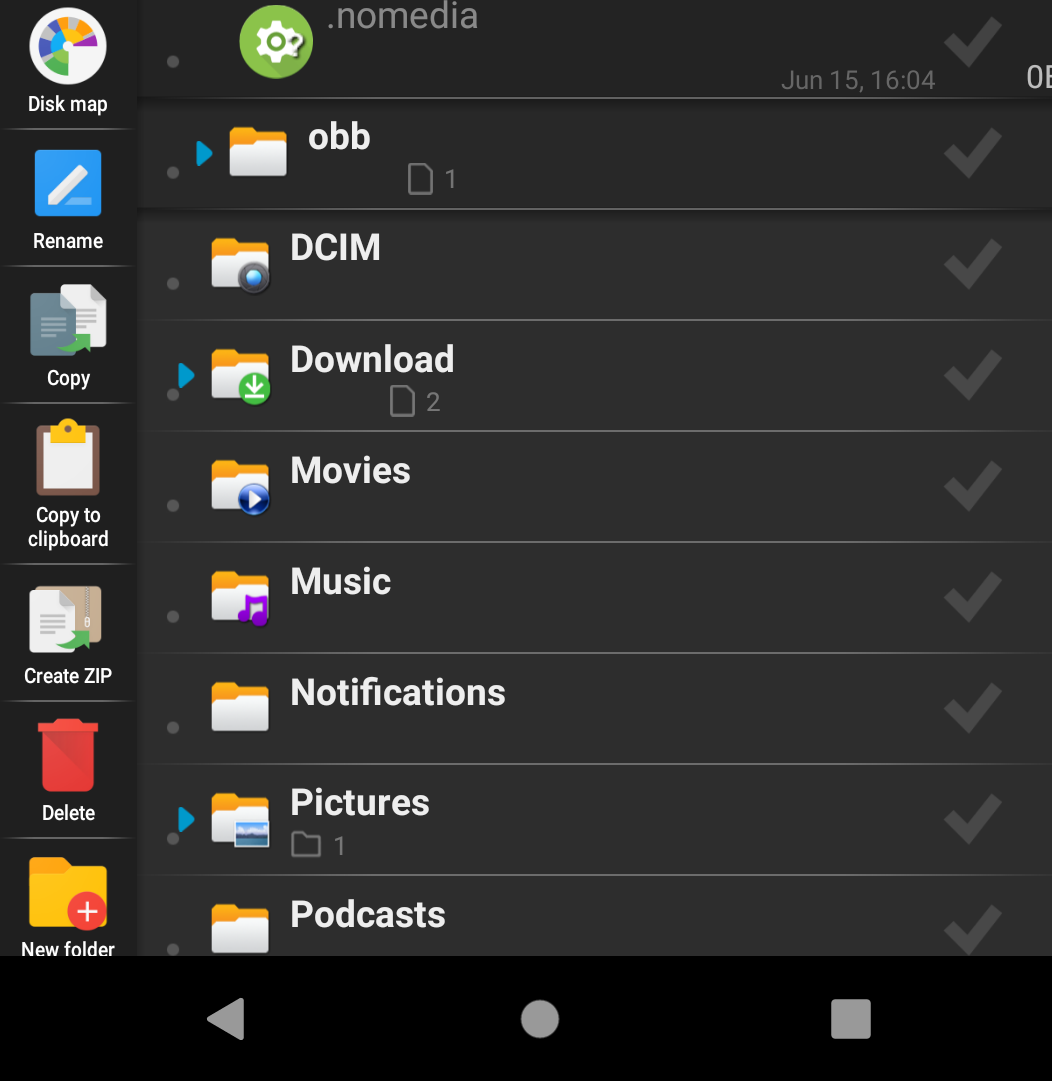 Disk map
Rename
Copy
Copy to
clipboard
Create ZIP
Delete
New folder
.nomedia
Jun 15, 16:04
obb
1
DCIM
Download
2
Movies
Music
Notifications
Pictures
1
Podcasts